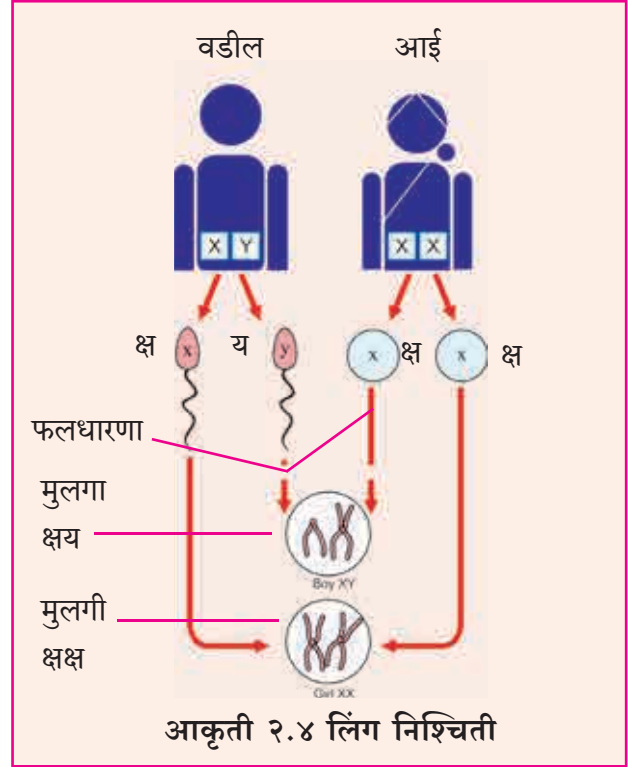 वडील आई
X Y X X
क्ष x य y x क्ष x क्ष
फलधारणा
मुलगा
क्षय
Boy XY
मुलगी
क्षक्ष
Girl XX
आकृती २.४ लिंग निश्चिती